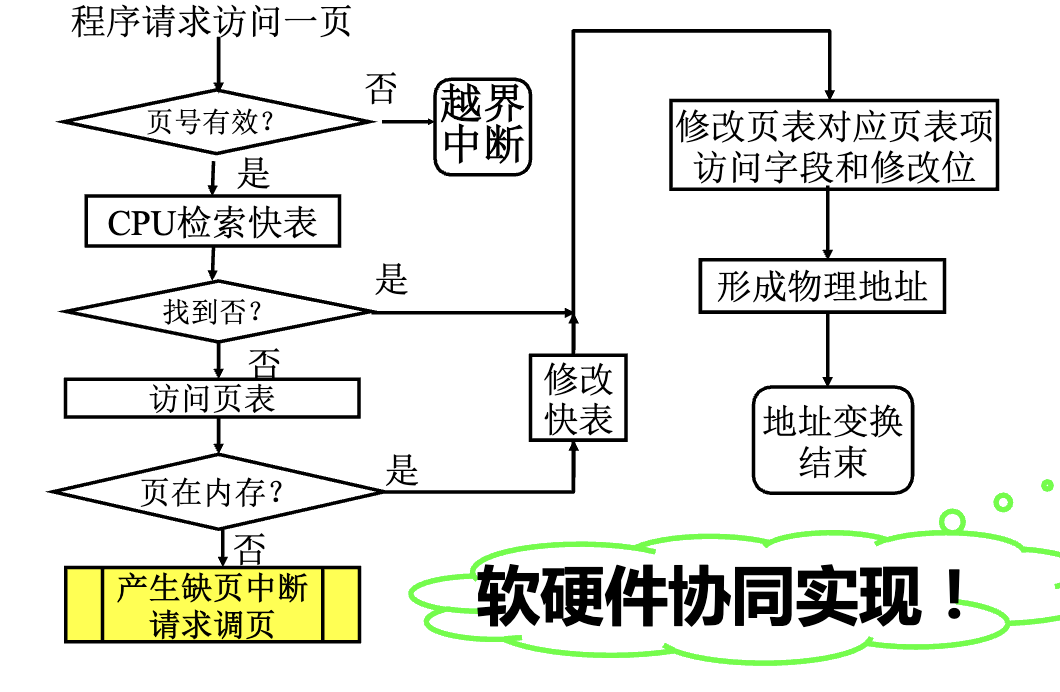 程序请求访问一页
页号有效?
否
越界
中断
是
CPU检索快表
找到否?
是
否
访问页表
页在内存?
是
否
产生缺页中断
请求调页
修改
快表
修改页表对应页表项
访问字段和修改位
形成物理地址
地址变换
结束
软硬件协同实现！